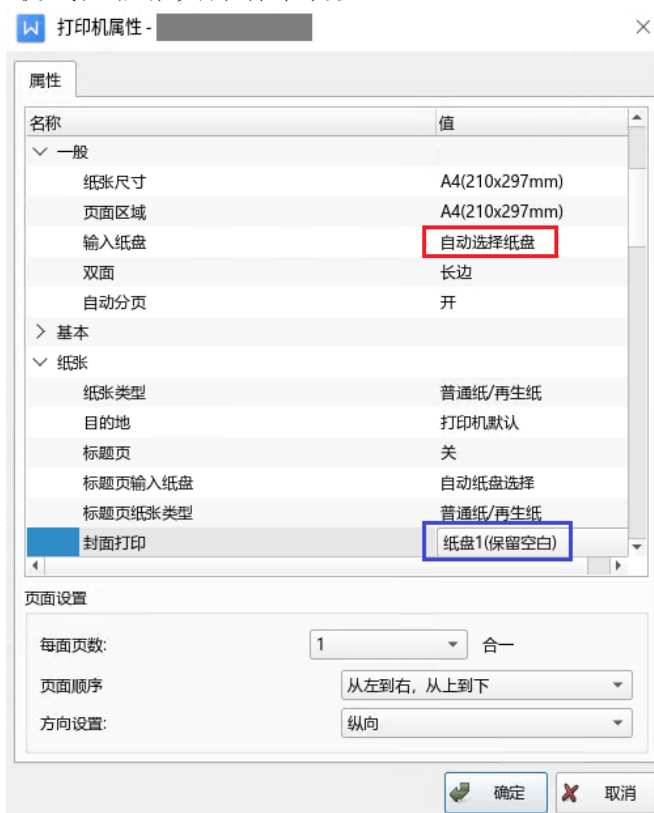 打印机属性 -
属性
名称 值
一般
纸张尺寸 A4(210x297mm)
页面区域 A4(210x297mm)
输入纸盘 自动选择纸盘
双面 长边
自动分页 开
基本
纸张
纸张类型 普通纸/再生纸
目的地 打印机默认
标题页 关
标题页输入纸盘 自动纸盘选择
标题页纸张类型 普通纸/再生纸
封面打印 纸盘1(保留空白)
页面设置
每面页数: 1 合一
页面顺序 从左到右，从上到下
方向设置: 纵向
确定 取消